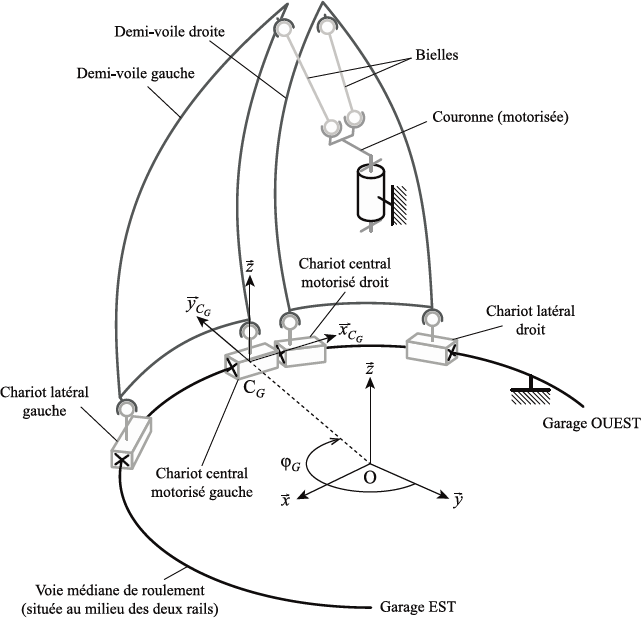 Demi-voile droite
Demi-voile gauche
Bielles
Couronne (motorisée)
Chariot central
motorisé droit
Chariot latéral
droit
z⃗
y⃗_{C_G}
x⃗_{C_G}
C_G
Chariot latéral
gauche
z⃗
Garage OUEST
Chariot central
motorisé gauche
φ_G
O
x⃗
y⃗
Voie médiane de roulement
(située au milieu des deux rails)
Garage EST